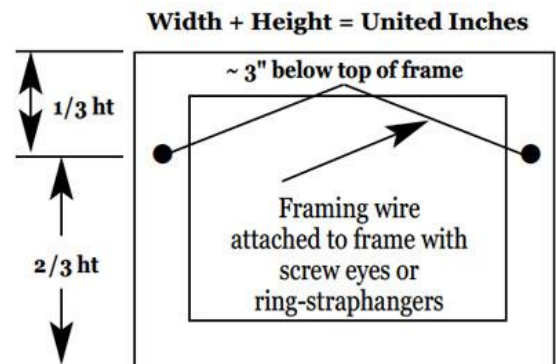 Width + Height = United Inches
~ 3" below top of frame
1/3 ht
Framing wire
attached to frame with
screw eyes or
ring-straphangers
2/3 ht